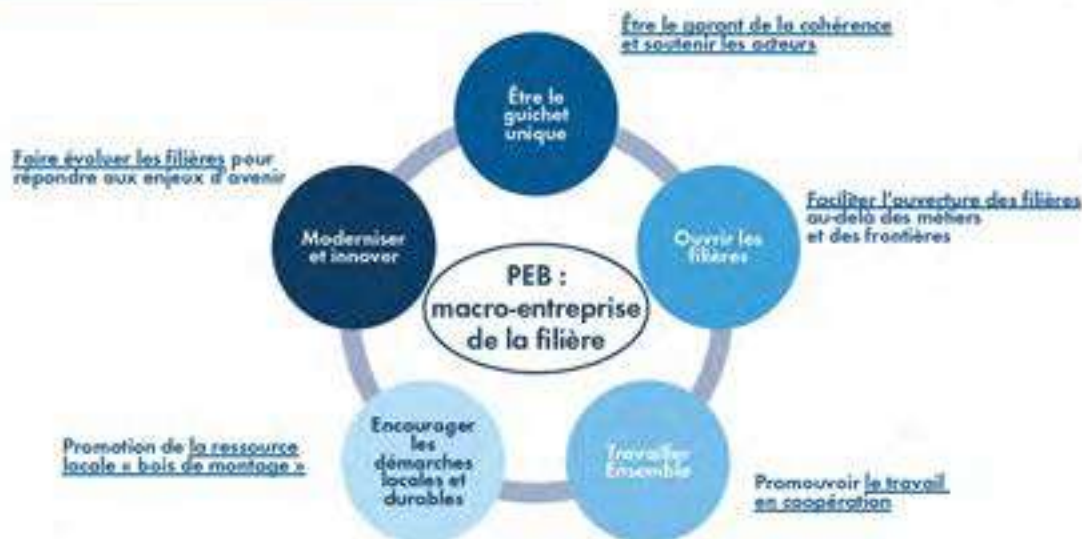 Être le garant de la cohérence
et soutenir les acteurs
Être le
guichet
unique
Faire évoluer les filières pour
répondre aux enjeux d'avenir
Moderniser
et innover
Faciliter l'ouverture des filières
au-delà des métiers
et des frontières
Ouvrir les
filières
PEB :
macro-entreprise
de la filière
Encourager
les
démarches
locales et
durables
Promotion de la ressource
locale « bois de montage »
Travailler
Ensemble
Promouvoir le travail
en coopération